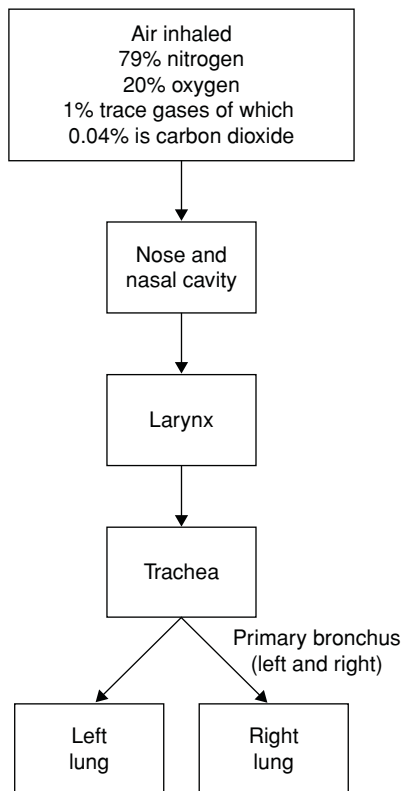 Air inhaled
79% nitrogen
20% oxygen
1% trace gases of which
0.04% is carbon dioxide
Nose and
nasal cavity
Larynx
Trachea
Primary bronchus
(left and right)
Left
lung
Right
lung